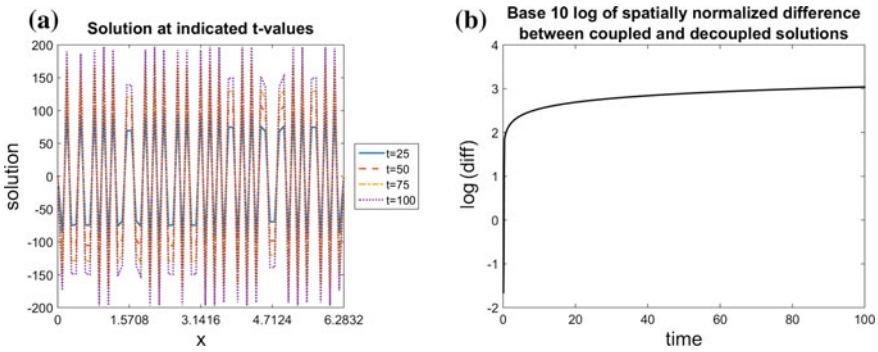 (a)
Solution at indicated t-values
200
150
100
50
0
-50
-100
-150
-200
solution
0
1.5708
3.1416
4.7124
6.2832
x
t=25
t=50
t=75
t=100
(b)
Base 10 log of spatially normalized difference
between coupled and decoupled solutions
4
3
2
1
0
-1
-2
log (diff)
0
20
40
60
80
100
time